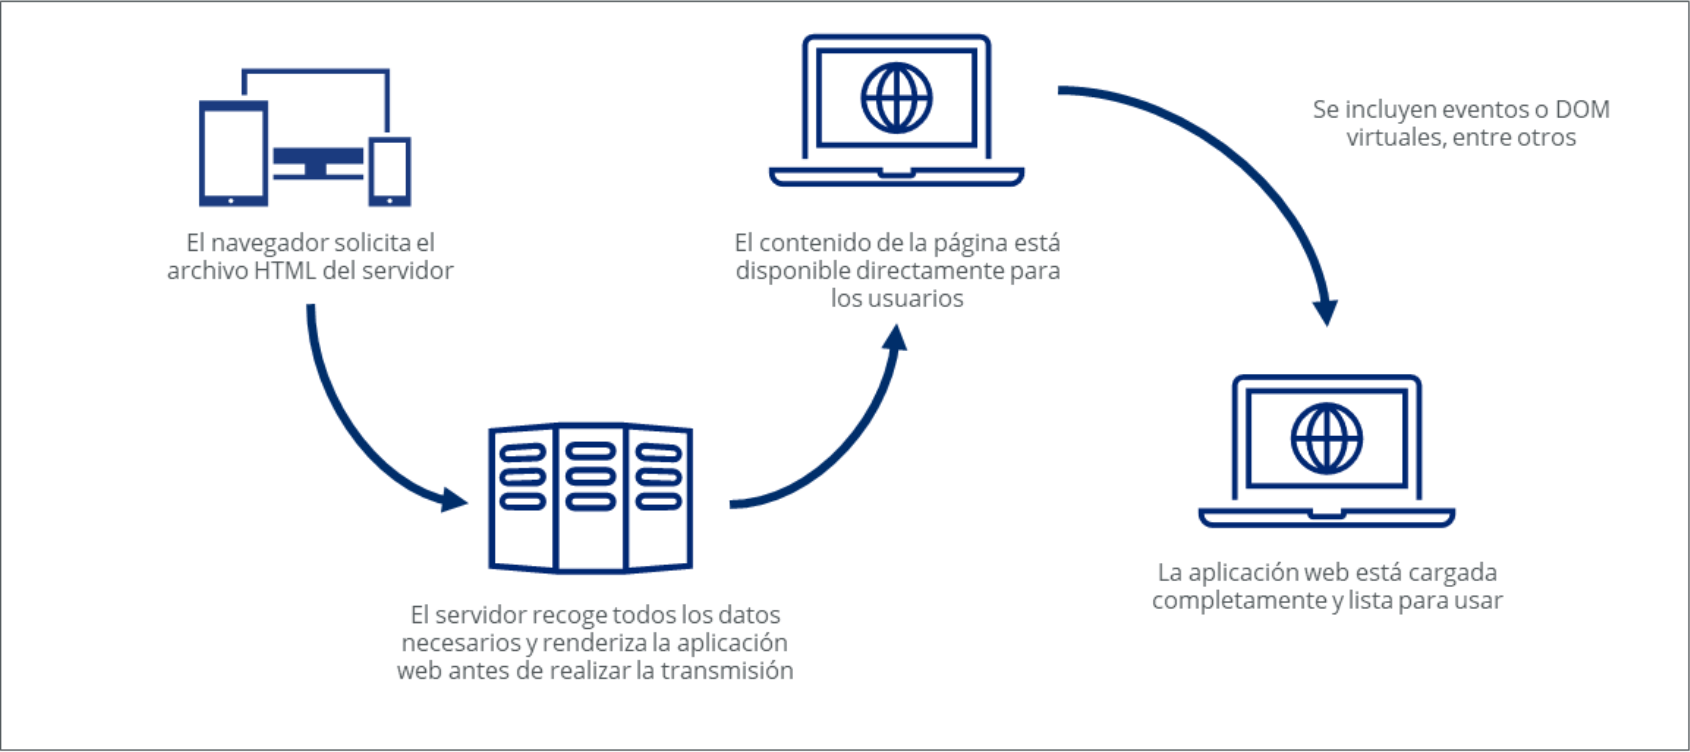 El navegador solicita el
archivo HTML del servidor
El servidor recoge todos los datos
necesarios y renderiza la aplicación
web antes de realizar la transmisión
El contenido de la página está
disponible directamente para
los usuarios
Se incluyen eventos o DOM
virtuales, entre otros
La aplicación web está cargada
completamente y lista para usar